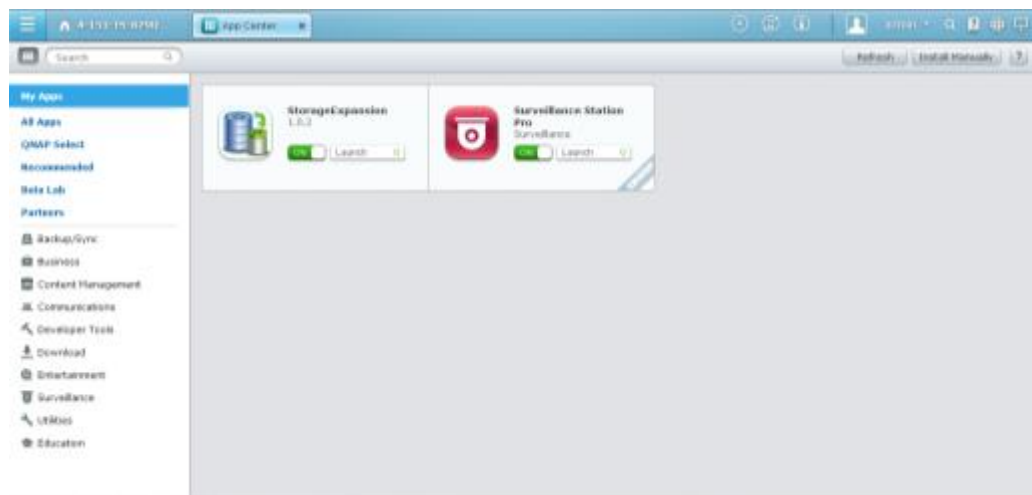 App Center
Search
Refresh
Install Manually
?
My Apps
All Apps
QNAP Select
Recommended
Beta Lab
Partners
Backup/Sync
Business
Content Management
Communications
Developer Tools
Download
Entertainment
Surveillance
Utilities
Education
StorageExpansion
ON
Launch
Surveillance Station
Pro
Surveillance
ON
Launch